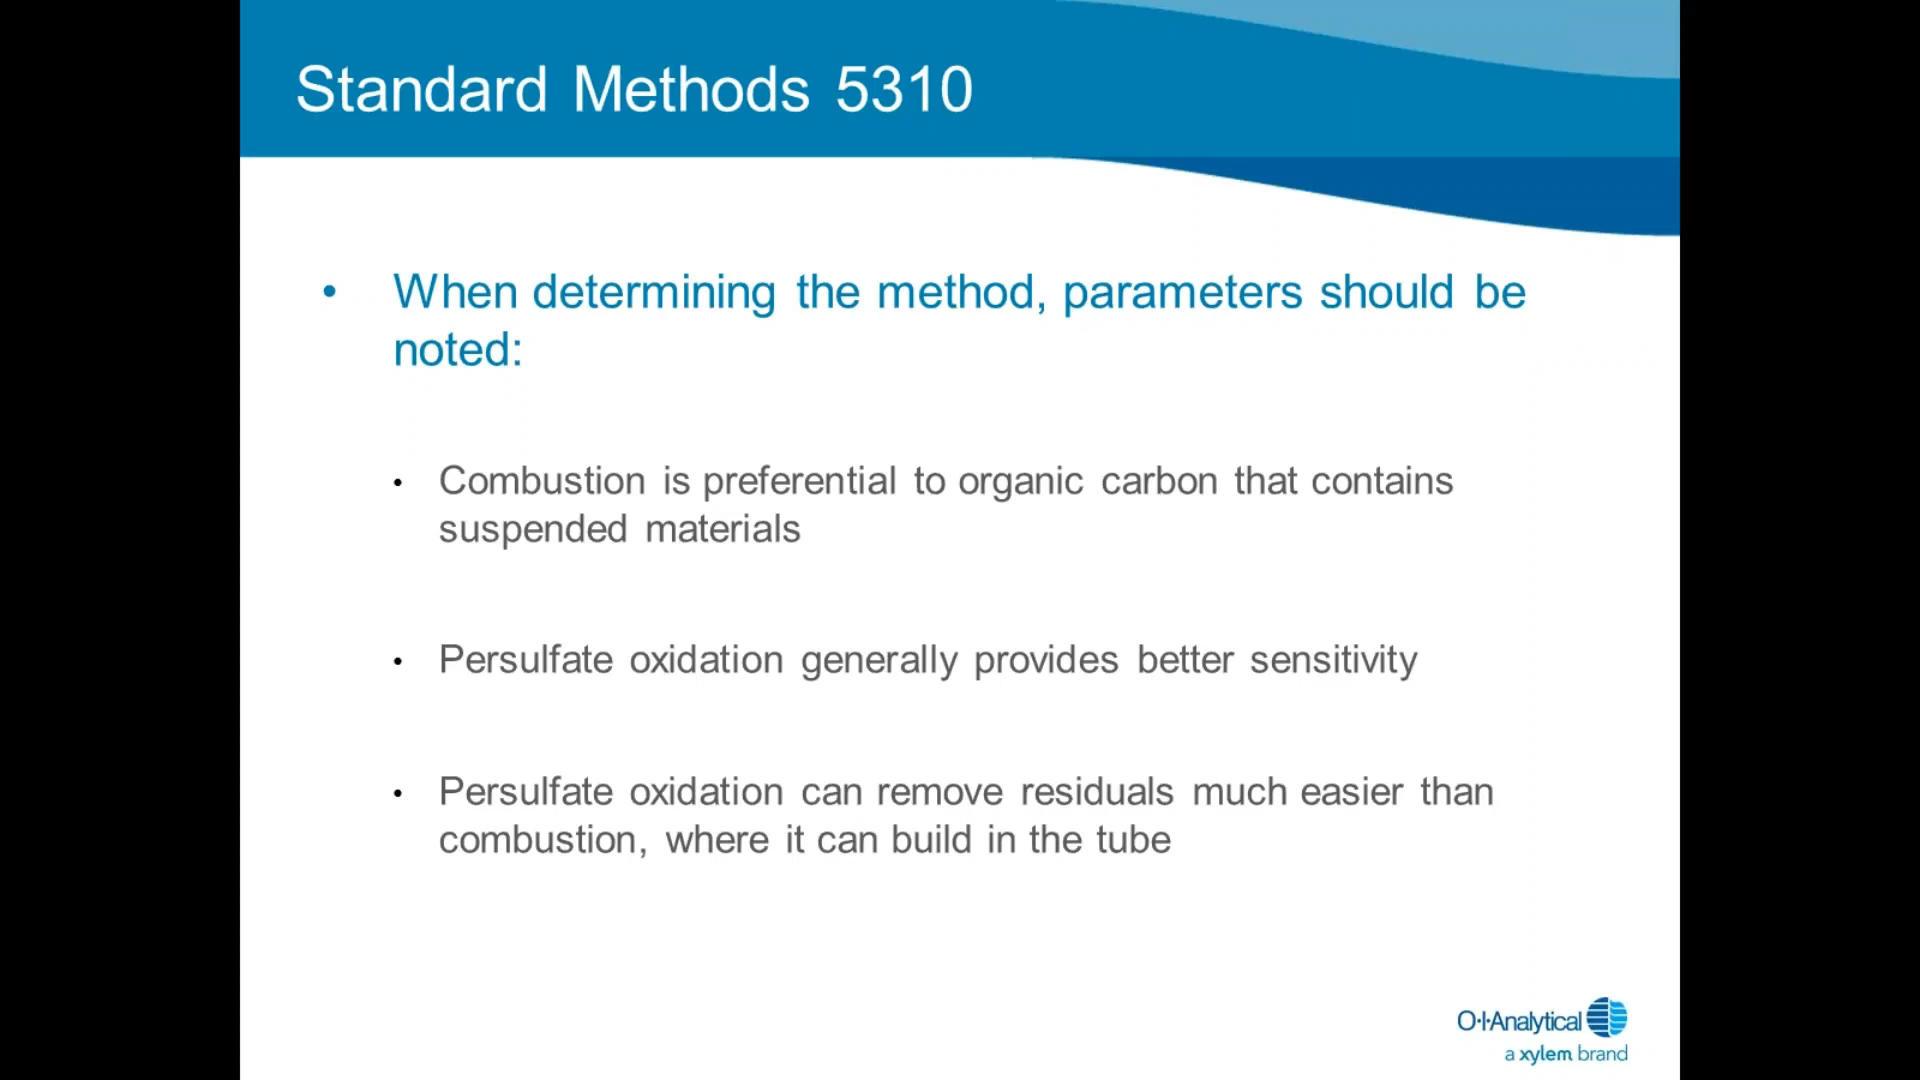 Standard Methods 5310
• When determining the method, parameters should be
noted:
• Combustion is preferential to organic carbon that contains
suspended materials
• Persulfate oxidation generally provides better sensitivity
• Persulfate oxidation can remove residuals much easier than
combustion, where it can build in the tube
O·I·Analytical
a xylem brand